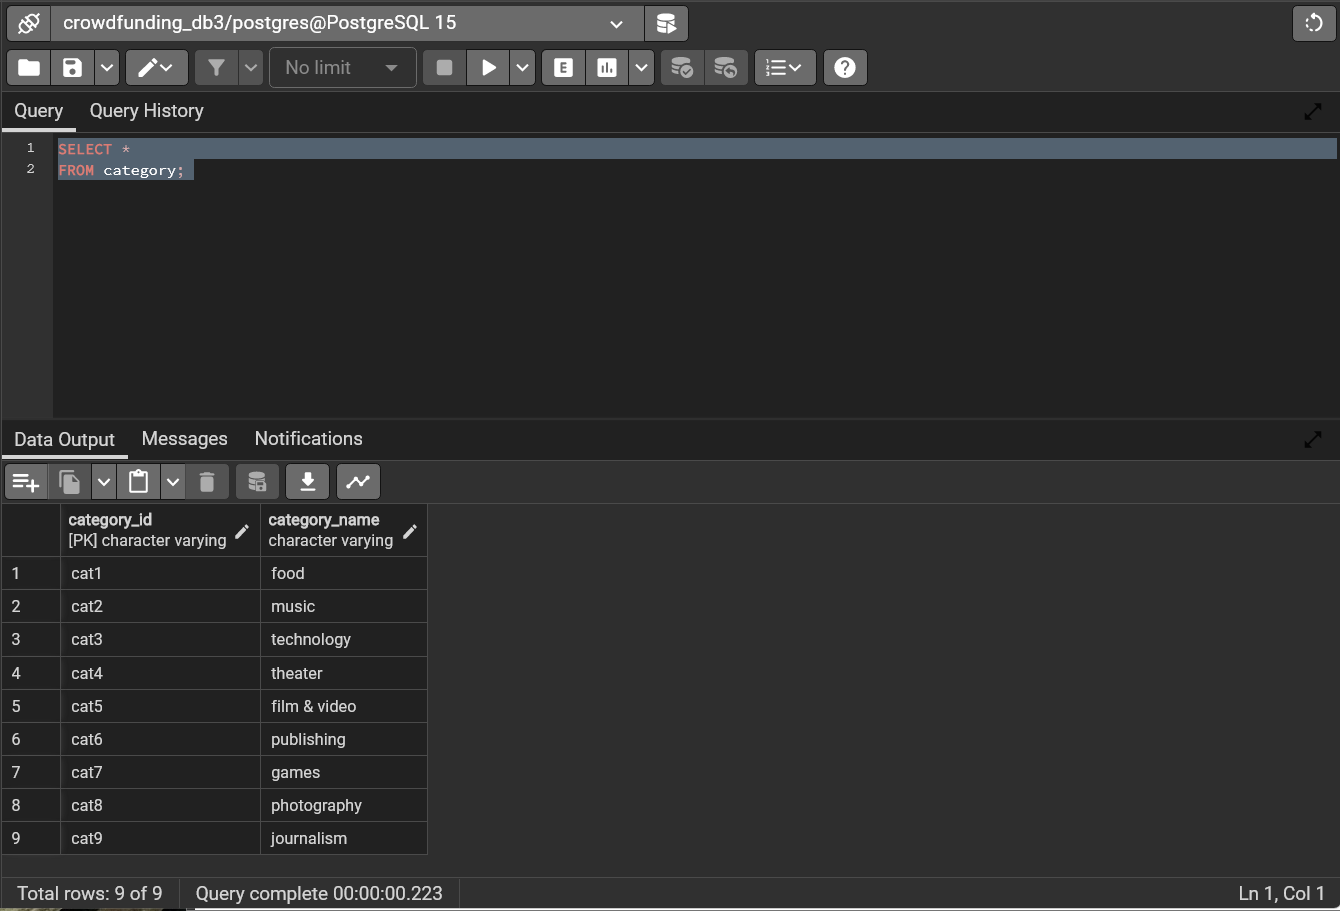 crowdfunding_db3/postgres@PostgreSQL 15
No limit
E
?
Query Query History
1 SELECT *
2 FROM category;
Data Output Messages Notifications
category_id category_name
[PK] character varying character varying
1 cat1 food
2 cat2 music
3 cat3 technology
4 cat4 theater
5 cat5 film & video
6 cat6 publishing
7 cat7 games
8 cat8 photography
9 cat9 journalism
Total rows: 9 of 9 Query complete 00:00:00.223 Ln 1, Col 1